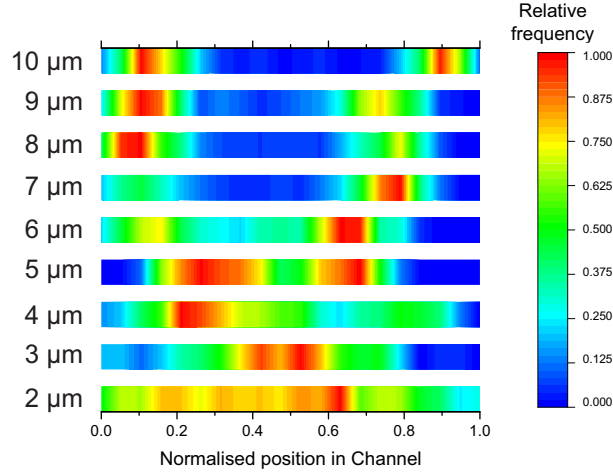 Relative
frequency
10 µm
9 µm
8 µm
7 µm
6 µm
5 µm
4 µm
3 µm
2 µm
1.000
0.875
0.750
0.625
0.500
0.375
0.250
0.125
0.000
0.0 0.2 0.4 0.6 0.8 1.0
Normalised position in Channel